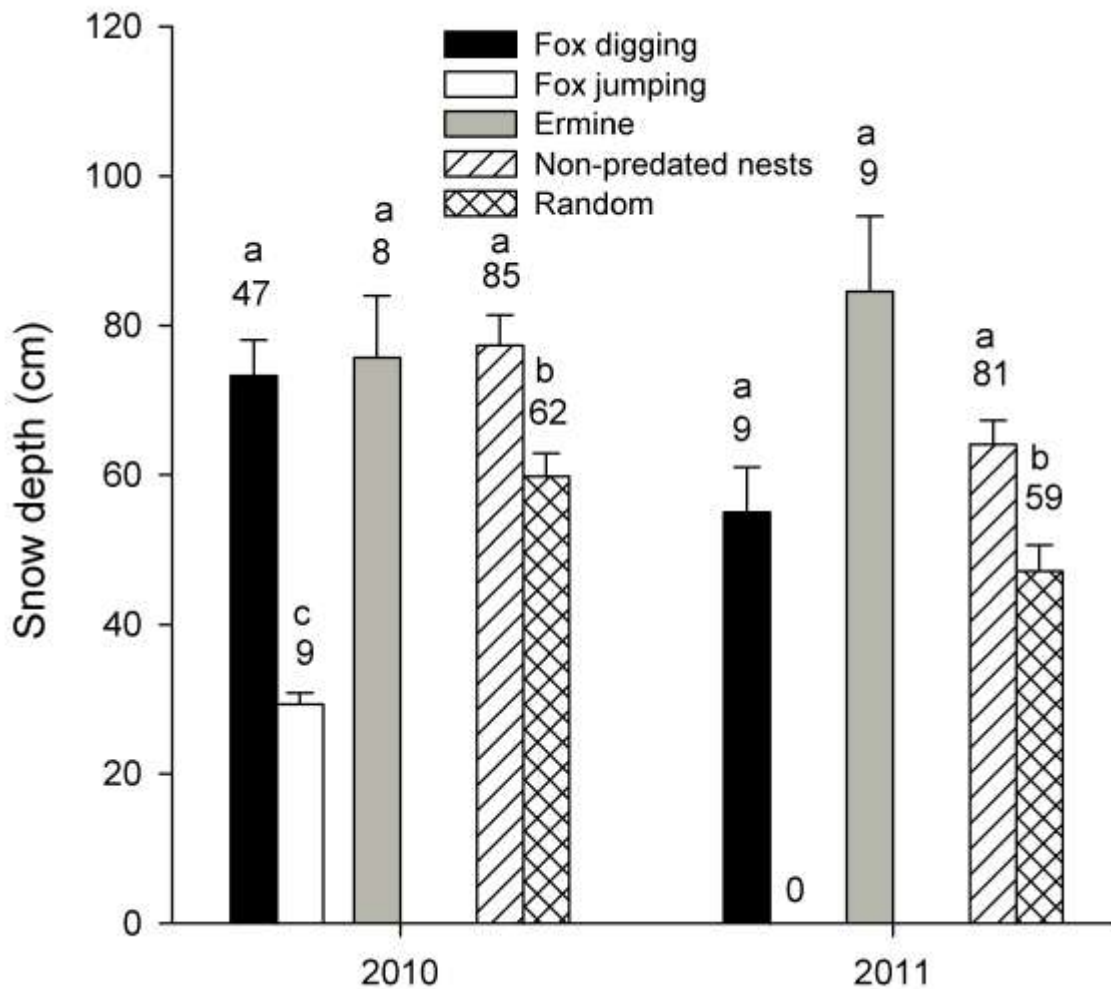 120
100
80
60
40
20
0
Snow depth (cm)
Fox digging
Fox jumping
Ermine
Non-predated nests
Random
a
47
c
9
a
8
a
85
b
62
a
9
0
a
9
a
81
b
59
2010
2011